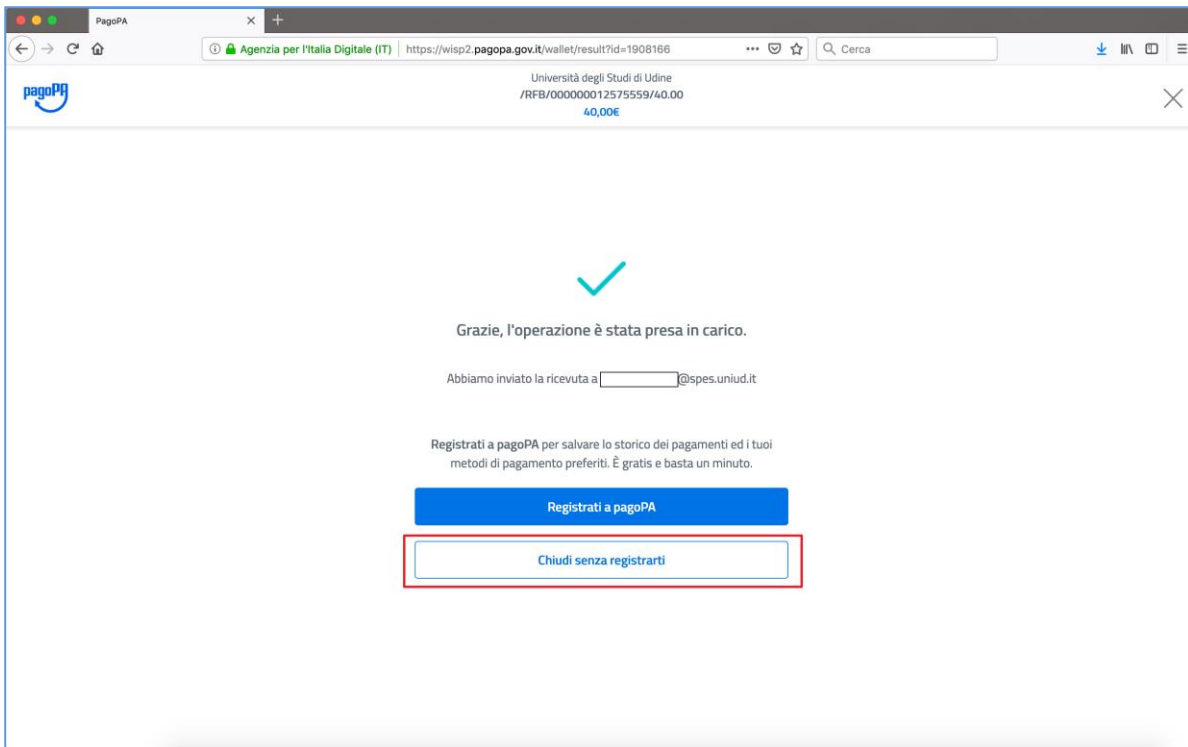 PagoPA
Agenzia per l'Italia Digitale (IT) https://wisp2.pagopa.gov.it/wallet/result?id=1908166 Cerca
pagoPA
Università degli Studi di Udine
/RFB/000000012575559/40.00
40,00€
Grazie, l'operazione è stata presa in carico.
Abbiamo inviato la ricevuta a @spes.uniud.it
Registrati a pagoPA per salvare lo storico dei pagamenti ed i tuoi
metodi di pagamento preferiti. È gratis e basta un minuto.
Registrati a pagoPA
Chiudi senza registrarti